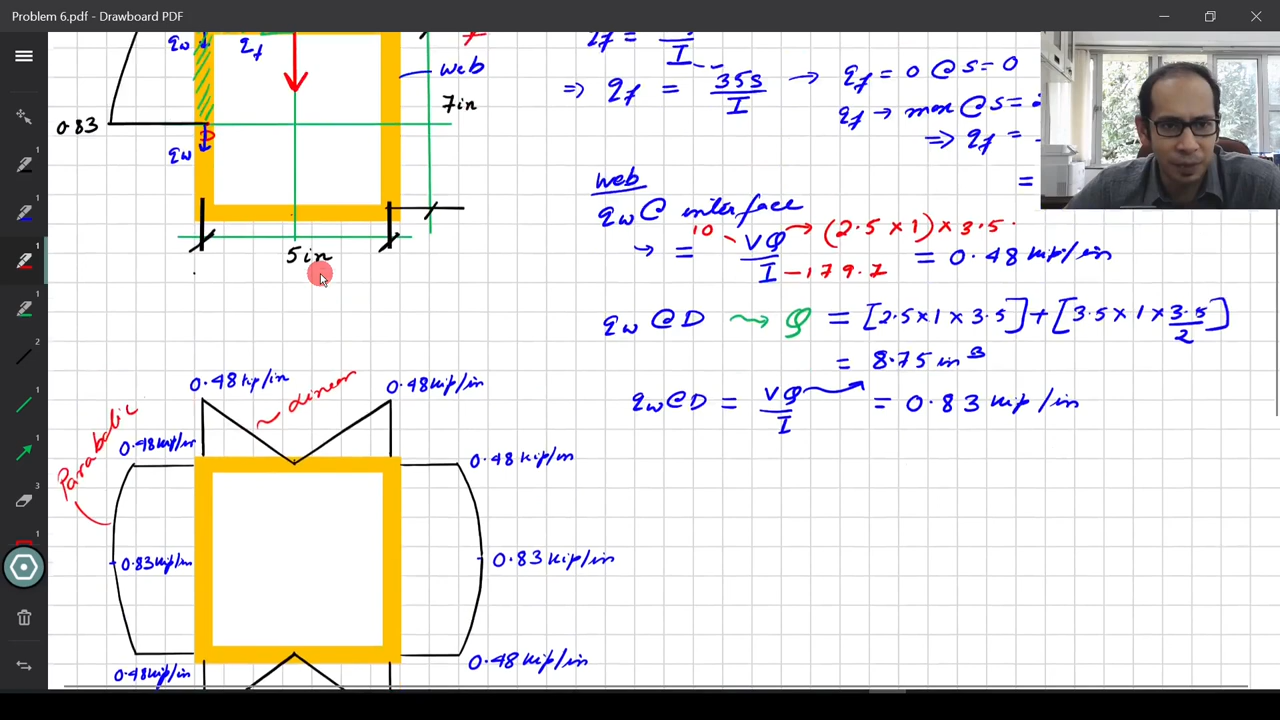 Problem 6.pdf - Drawboard PDF
qw
qf
web
7in
0.83
qw
5in
0.48 kip/in
0.48 kip/in
Linear
Parabolic
0.48 kip/in
0.48 kip/in
0.83 kip/in
0.83 kip/in
0.48 kip/in
0.48 kip/in
qf =
I
⇒ qf = 35s/I → qf = 0 @ s = 0
qf → max @ s =
⇒ qf =
=
web
qw @ interface
→ = 10 VQ/I → (2.5 × 1) × 3.5 = 0.48 kip/in
179.7
qw @ D ⇝ Q = [2.5×1×3.5] + [3.5×1×3.5/2]
= 8.75 in³
qw @ D = VQ/I = 0.83 kip/in